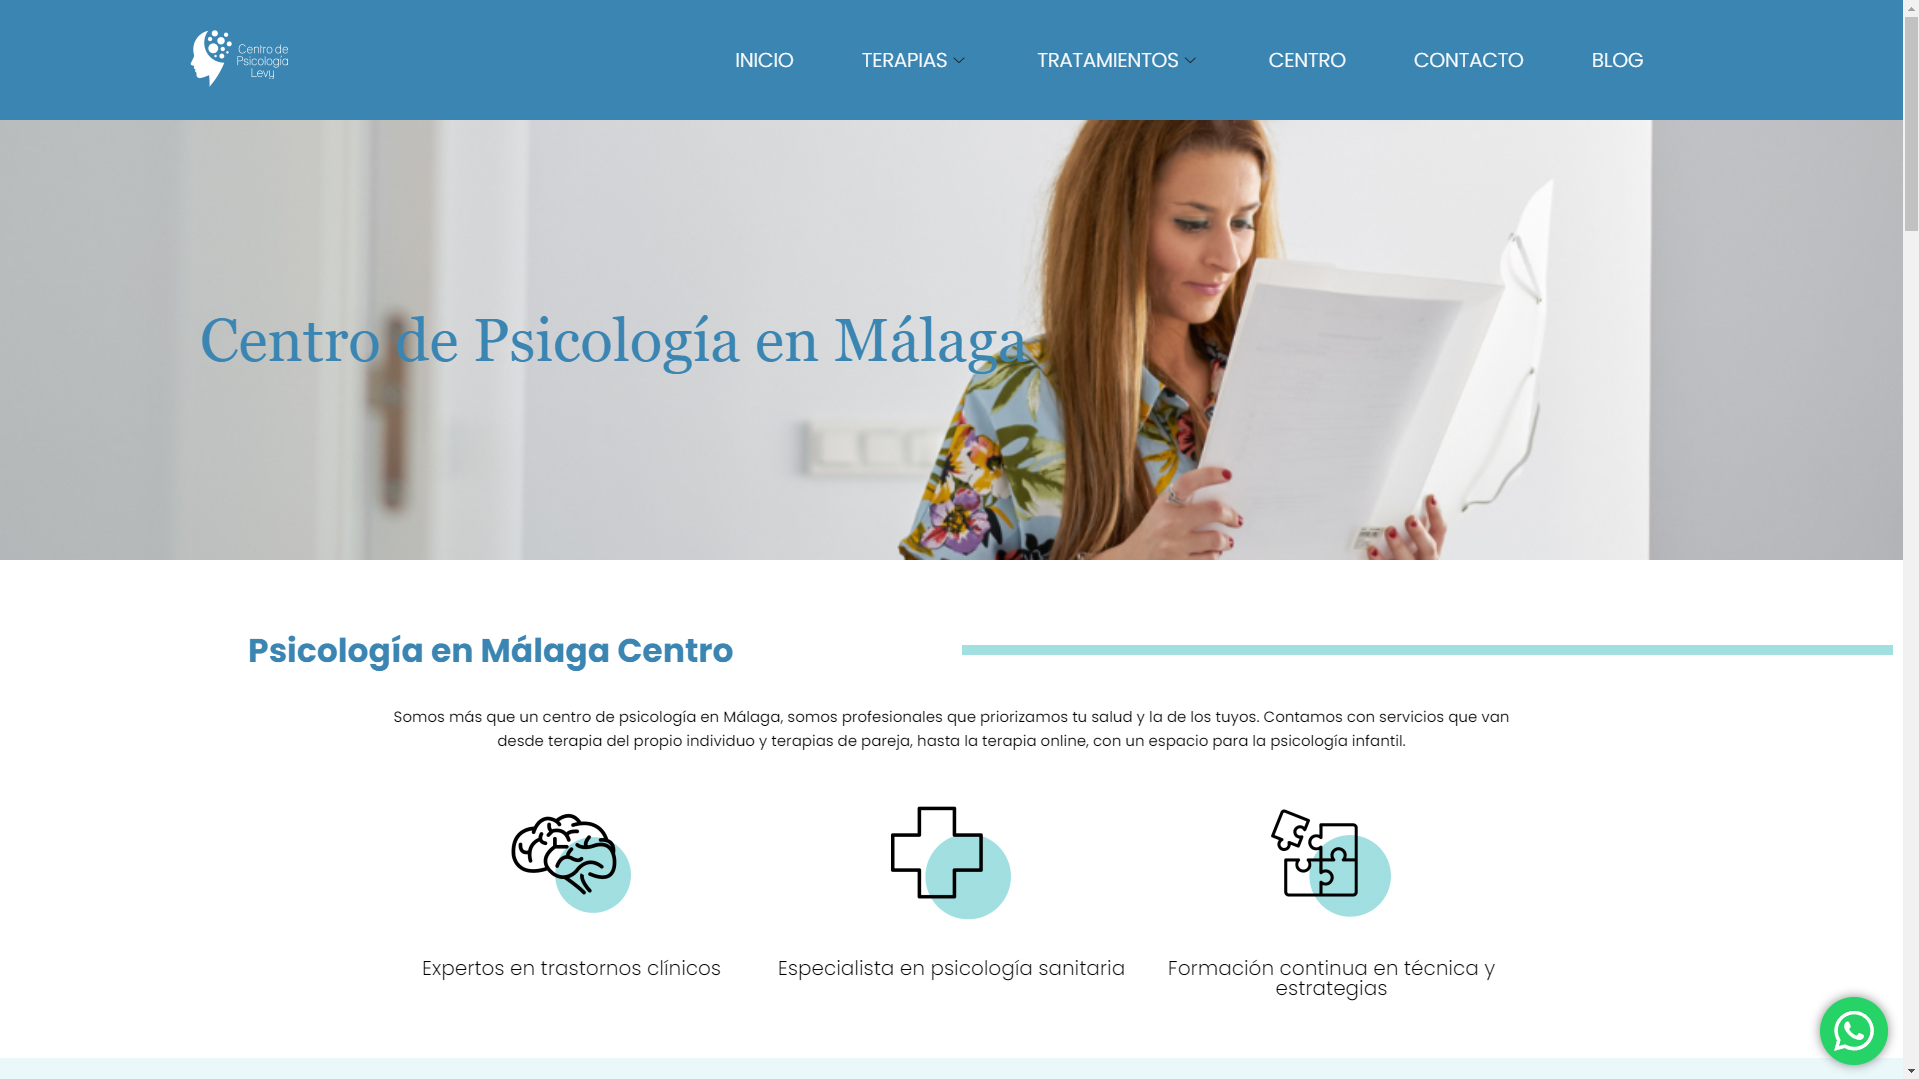 Centro de
Psicología
Levy
INICIO
TERAPIAS
TRATAMIENTOS
CENTRO
CONTACTO
BLOG
Centro de Psicología en Málaga
Psicología en Málaga Centro
Somos más que un centro de psicología en Málaga, somos profesionales que priorizamos tu salud y la de los tuyos. Contamos con servicios que van
desde terapia del propio individuo y terapias de pareja, hasta la terapia online, con un espacio para la psicología infantil.
Expertos en trastornos clínicos
Especialista en psicología sanitaria
Formación continua en técnica y
estrategias